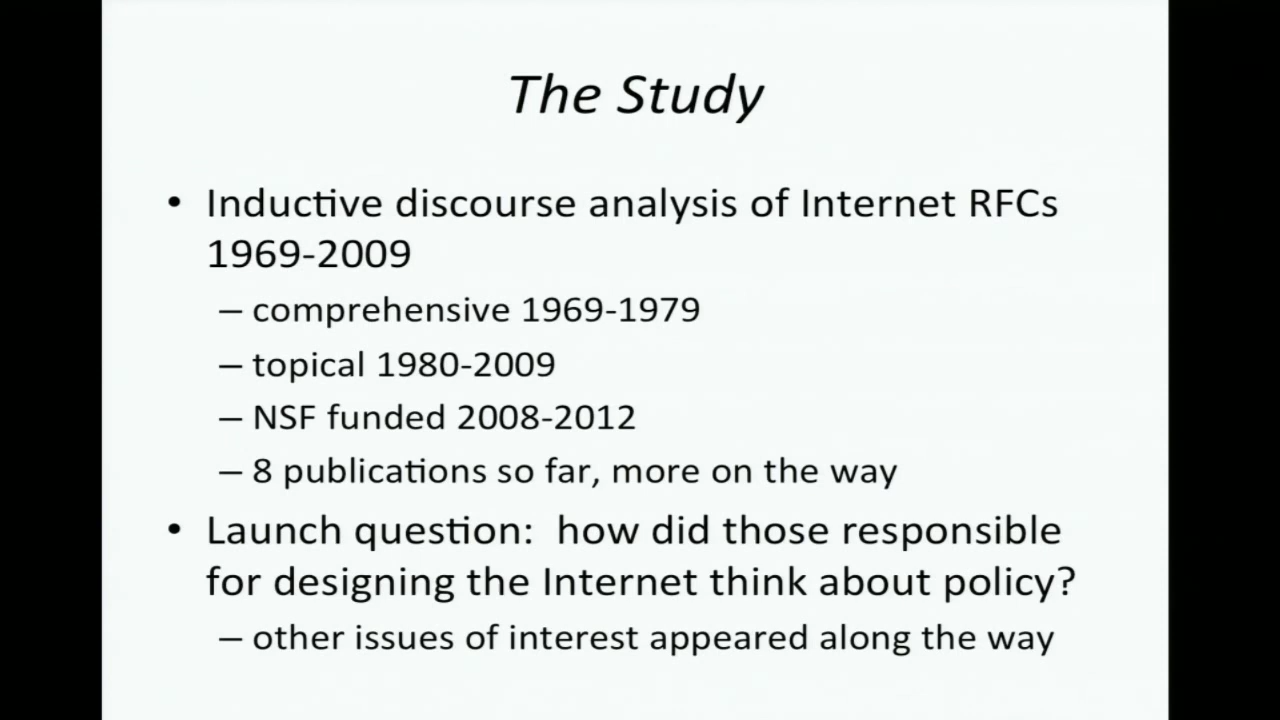 The Study
• Inductive discourse analysis of Internet RFCs
1969-2009
– comprehensive 1969-1979
– topical 1980-2009
– NSF funded 2008-2012
– 8 publications so far, more on the way
• Launch question:  how did those responsible
for designing the Internet think about policy?
– other issues of interest appeared along the way